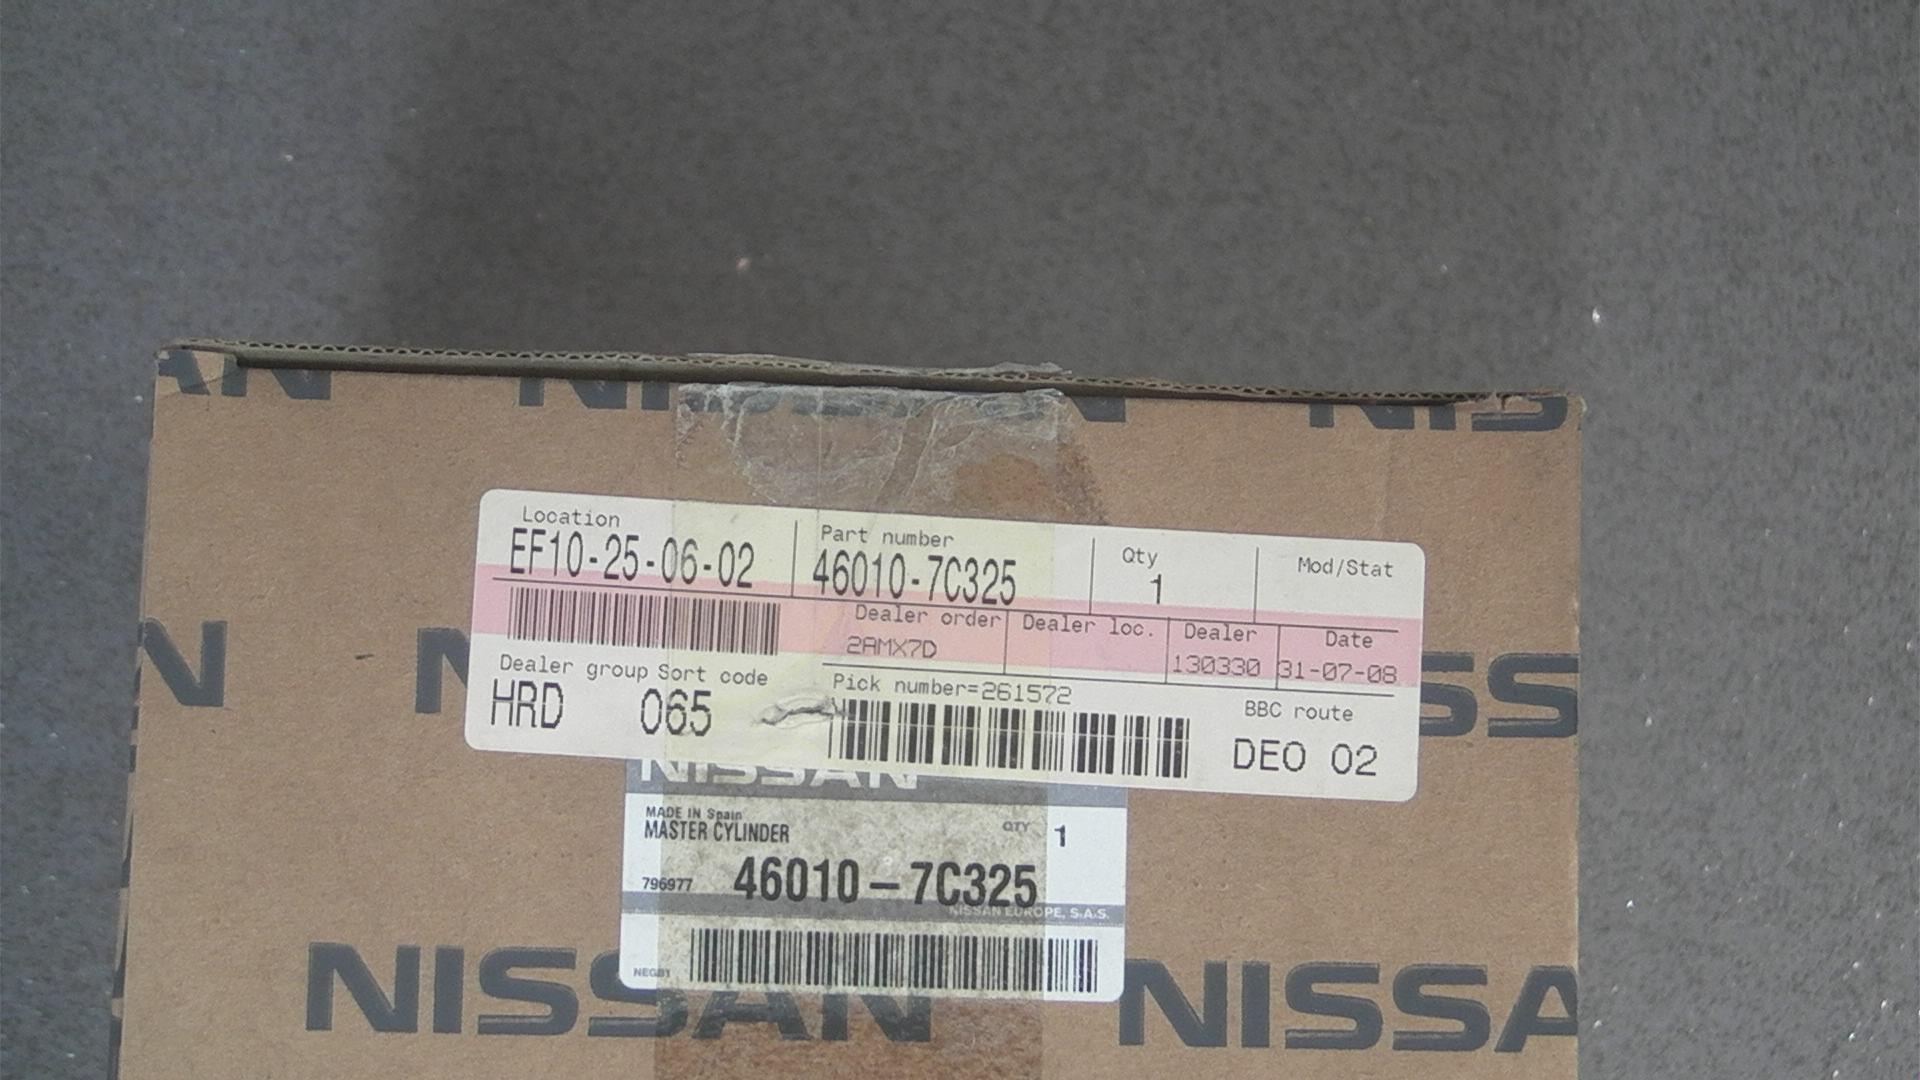 NISSAN
Location
EF10-25-06-02
Part number
46010-7C325
Qty
1
Mod/Stat
Dealer order
2AMX7D
Dealer loc.
Dealer
130330
Date
31-07-08
Dealer group
HRD
Sort code
065
Pick number=261572
BBC route
DEO 02
NISSAN
MADE IN Spain
MASTER CYLINDER
QTY 1
796977
46010-7C325
NISSAN EUROPE, S.A.S.
NISSAN
NISSA